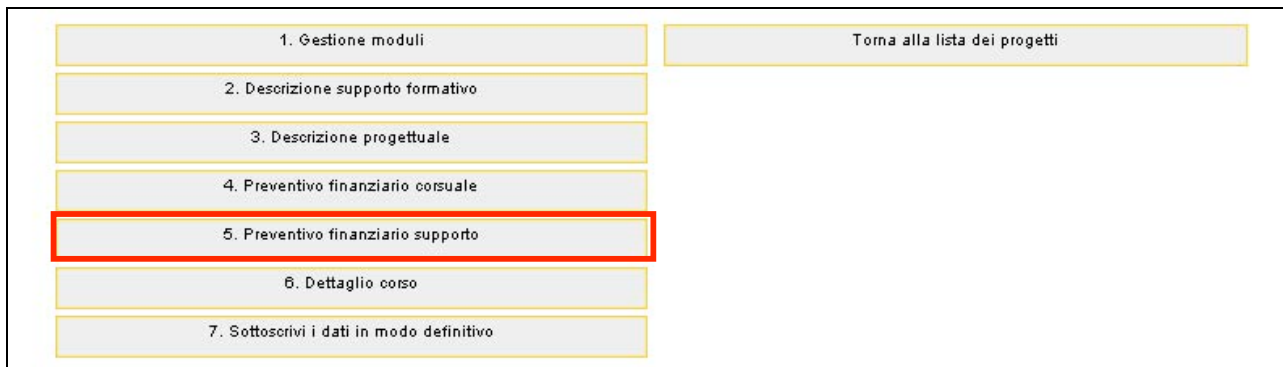 1. Gestione moduli
Torna alla lista dei progetti
2. Descrizione supporto formativo
3. Descrizione progettuale
4. Preventivo finanziario corsuale
5. Preventivo finanziario supporto
6. Dettaglio corso
7. Sottoscrivi i dati in modo definitivo